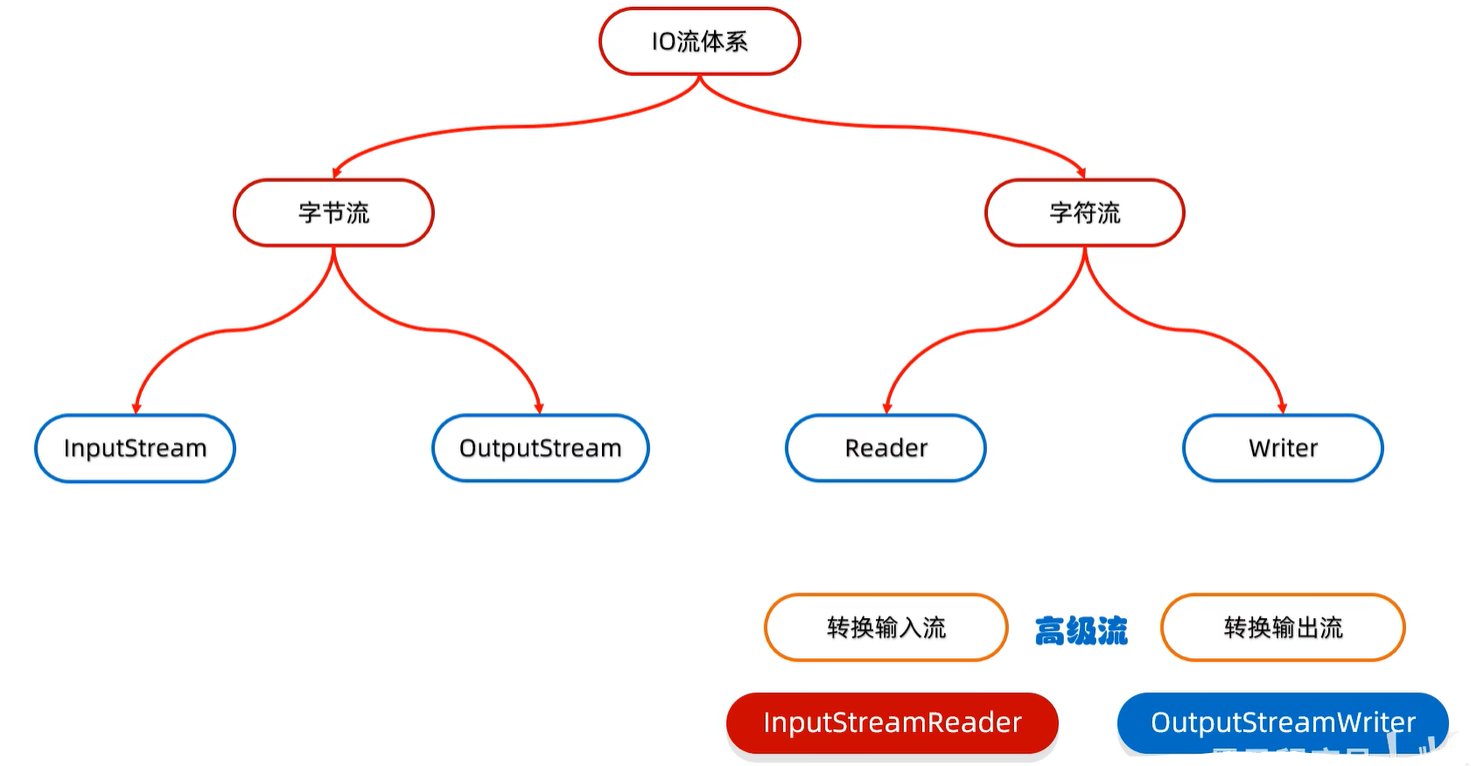 IO流体系
字节流
字符流
InputStream
OutputStream
Reader
Writer
转换输入流
高级流
转换输出流
InputStreamReader
OutputStreamWriter